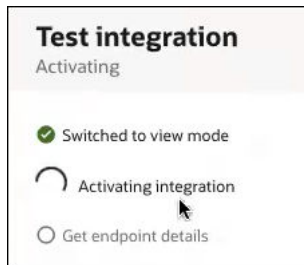 Test integration
Activating
Switched to view mode
Activating integration
Get endpoint details